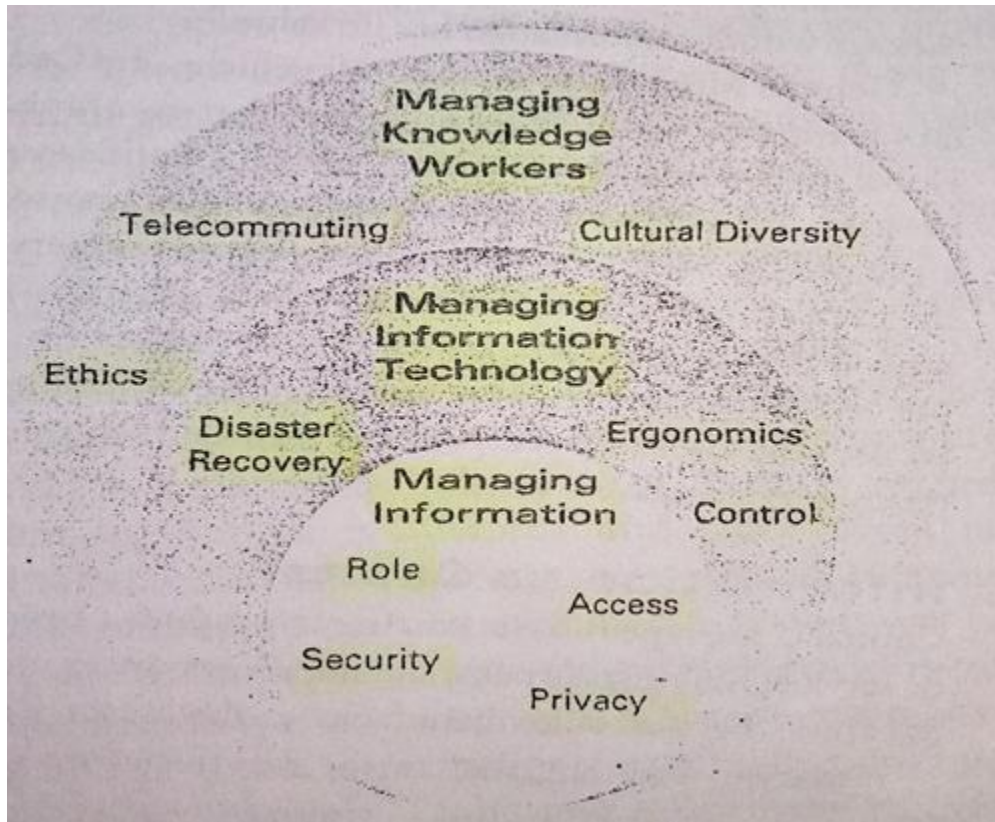 Managing
Knowledge
Workers
Telecommuting
Cultural Diversity
Managing
Information
Technology
Ethics
Disaster
Recovery
Ergonomics
Managing
Information
Control
Role
Access
Security
Privacy